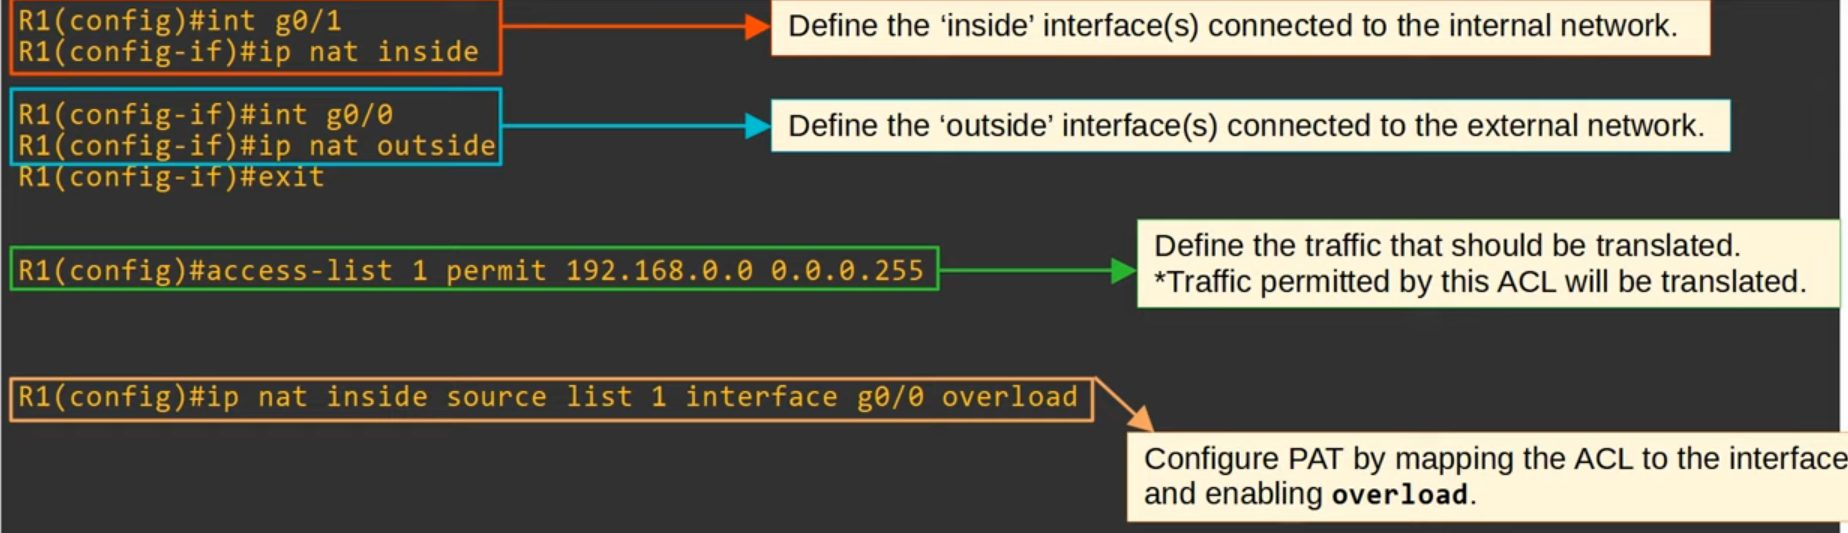 R1(config)#int g0/1
R1(config-if)#ip nat inside
Define the ‘inside’ interface(s) connected to the internal network.
R1(config-if)#int g0/0
R1(config-if)#ip nat outside
Define the ‘outside’ interface(s) connected to the external network.
R1(config-if)#exit
R1(config)#access-list 1 permit 192.168.0.0 0.0.0.255
Define the traffic that should be translated.
*Traffic permitted by this ACL will be translated.
R1(config)#ip nat inside source list 1 interface g0/0 overload
Configure PAT by mapping the ACL to the interface
and enabling overload.